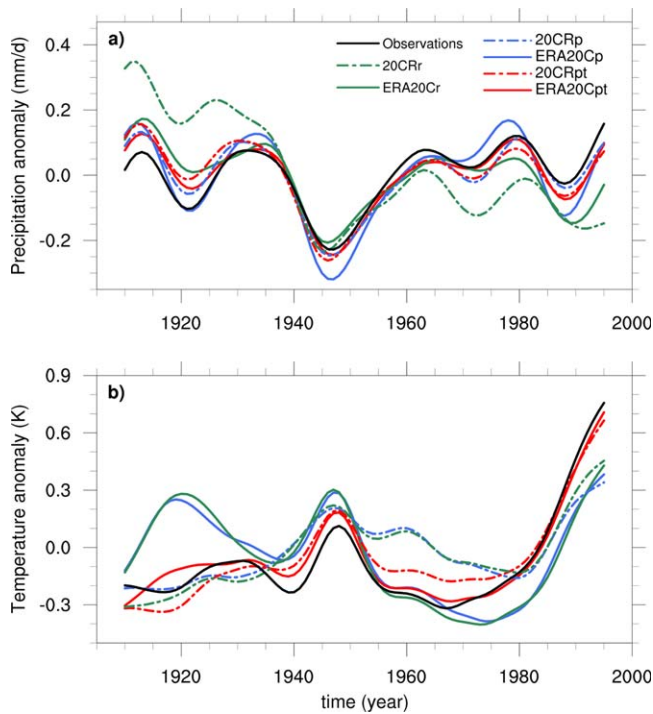 a)
Observations
20CRr
ERA20Cr
20CRp
ERA20Cp
20CRpt
ERA20Cpt
Precipitation anomaly (mm/d)
0.4
0.2
0.0
-0.2
1920 1940 1960 1980 2000
b)
Temperature anomaly (K)
0.9
0.6
0.3
0.0
-0.3
1920 1940 1960 1980 2000
time (year)